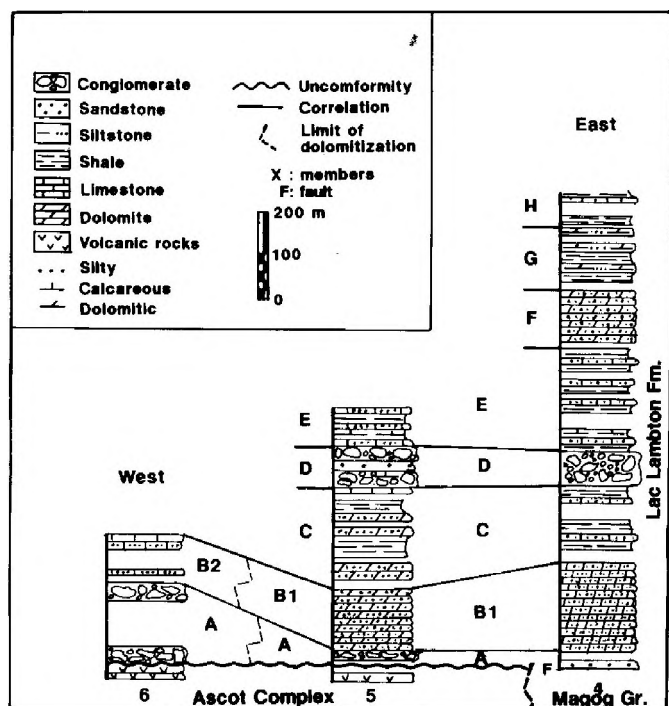 Conglomerate
Sandstone
Siltstone
Shale
Limestone
Dolomite
Volcanic rocks
Silty
Calcareous
Dolomitic
Uncomformity
Correlation
Limit of
dolomitization
X : members
F: fault
200 m
100
0
East
West
H
G
F
E
E
D
D
C
C
B2
B1
B1
A
A
A
F
Lac Lambton Fm.
6
Ascot Complex
5
4
Magog Gr.